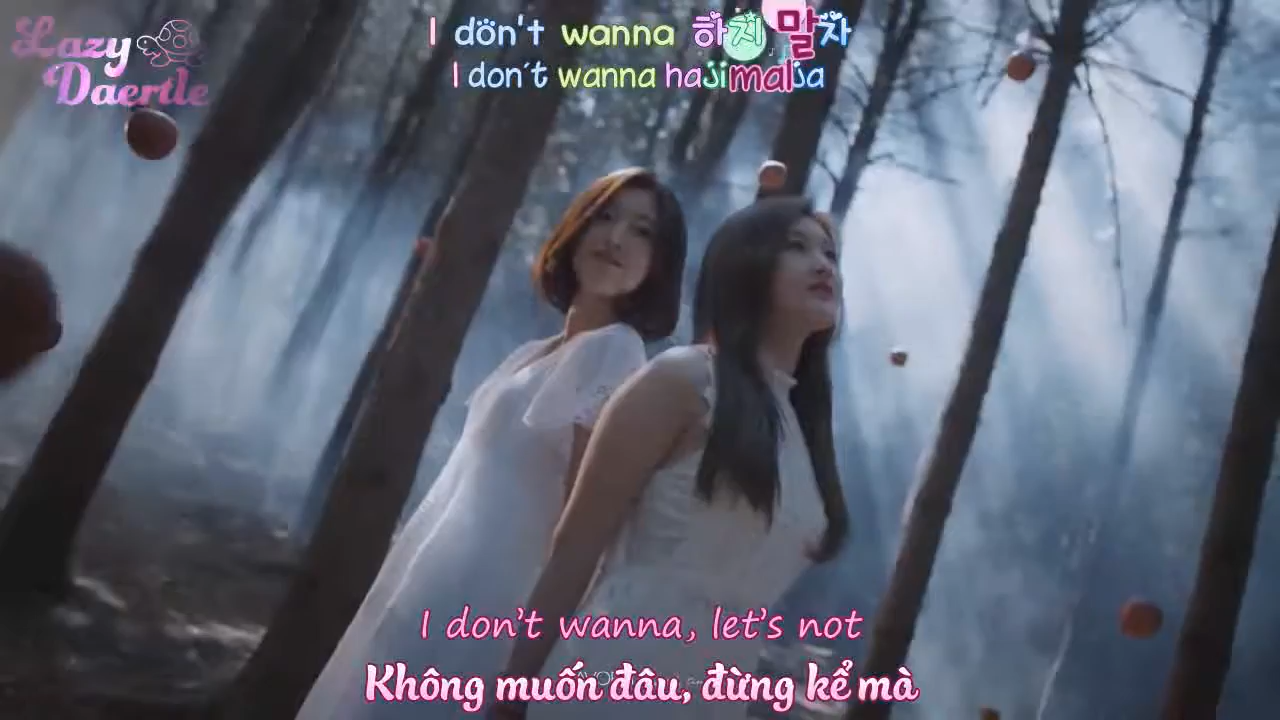 Lazy
Daertle
I don't wanna 하지 말자
I don't wanna hajimalja
I don't wanna, let's not
Không muốn đâu, đừng kể mà